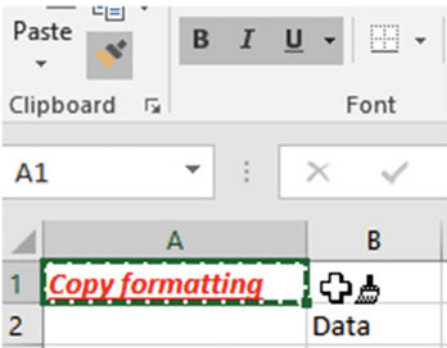 Paste
B I U
Clipboard Font
A1
A B
1 Copy formatting
2 Data